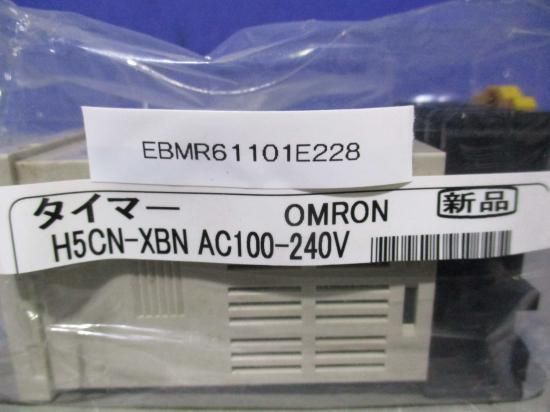 EBMR61101E228
タイマー OMRON 新品
H5CN-XBN AC100-240V